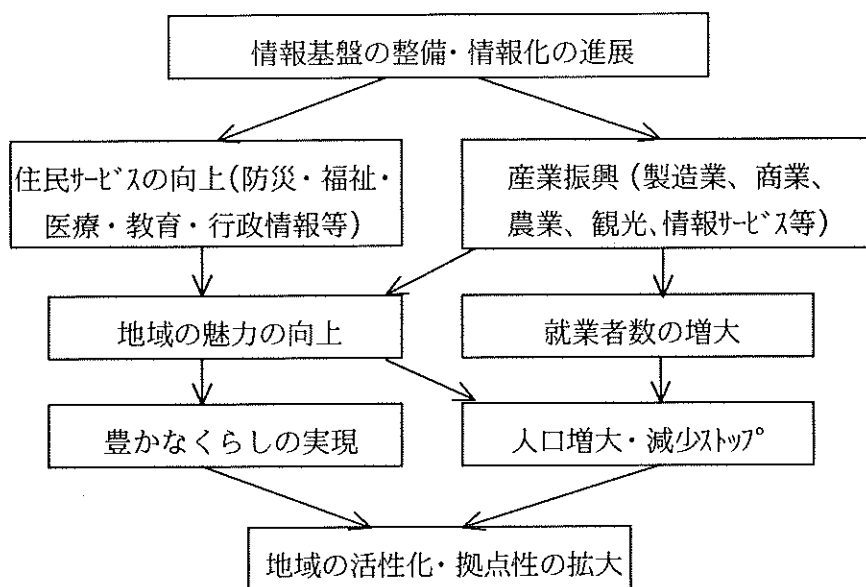 情報基盤の整備・情報化の進展
住民サービスの向上(防災・福祉・
医療・教育・行政情報等)
産業振興(製造業、商業、
農業、観光、情報サービス等)
地域の魅力の向上
就業者数の増大
豊かなくらしの実現
人口増大・減少ストップ
地域の活性化・拠点性の拡大